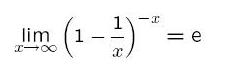 lim_{x→∞} (1 − 1/x)^{−x} = e